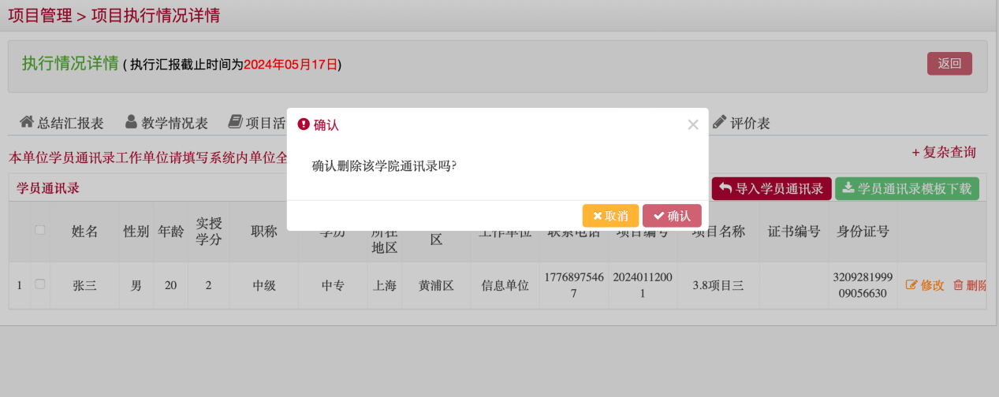 项目管理 > 项目执行情况详情
执行情况详情 ( 执行汇报截止时间为2024年05月17日)
返回
总结汇报表 教学情况表 项目活 评价表
确认
确认删除该学院通讯录吗?
取消 确认
本单位学员通讯录工作单位请填写系统内单位全
+ 复杂查询
学员通讯录
导入学员通讯录 学员通讯录模板下载
姓名 性别 年龄 实授学分 职称 学历 所在地区 区 工作单位 联系电话 项目编号 项目名称 证书编号 身份证号
1 张三 男 20 2 中级 中专 上海 黄浦区 信息单位 17768975467 20240112001 3.8项目三 320928199909056630 修改 删除